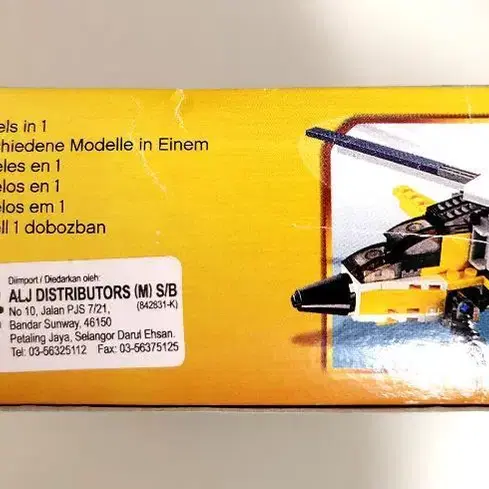 els in 1
chiedene Modelle in Einem
eles en 1
elos en 1
elos em 1
ell 1 dobozban
Diimport / Diedarkan oleh:
ALJ DISTRIBUTORS (M) S/B
No 10, Jalan PJS 7/21, (842831-K)
Bandar Sunway, 46150
Petaling Jaya, Selangor Darul Ehsan.
Tel: 03-56325112 Fax: 03-56375125